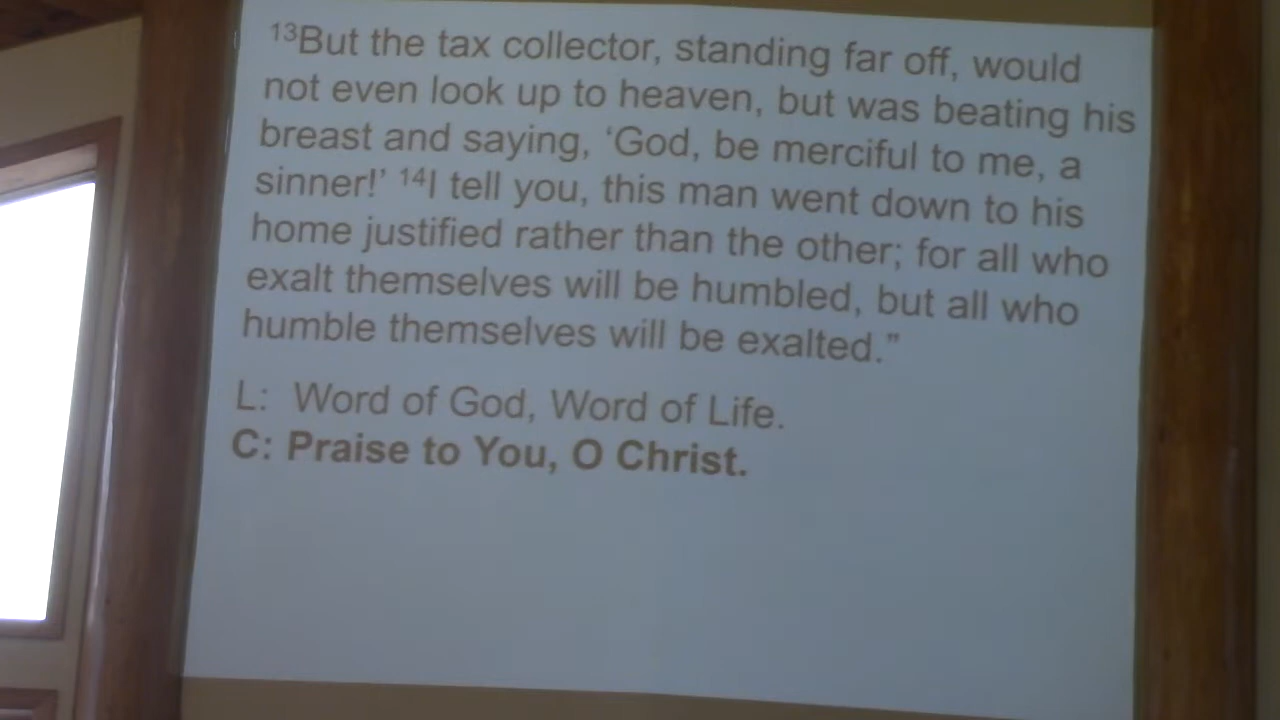 ¹³But the tax collector, standing far off, would
not even look up to heaven, but was beating his
breast and saying, ‘God, be merciful to me, a
sinner!’ ¹⁴I tell you, this man went down to his
home justified rather than the other; for all who
exalt themselves will be humbled, but all who
humble themselves will be exalted.”
L: Word of God, Word of Life.
C: Praise to You, O Christ.